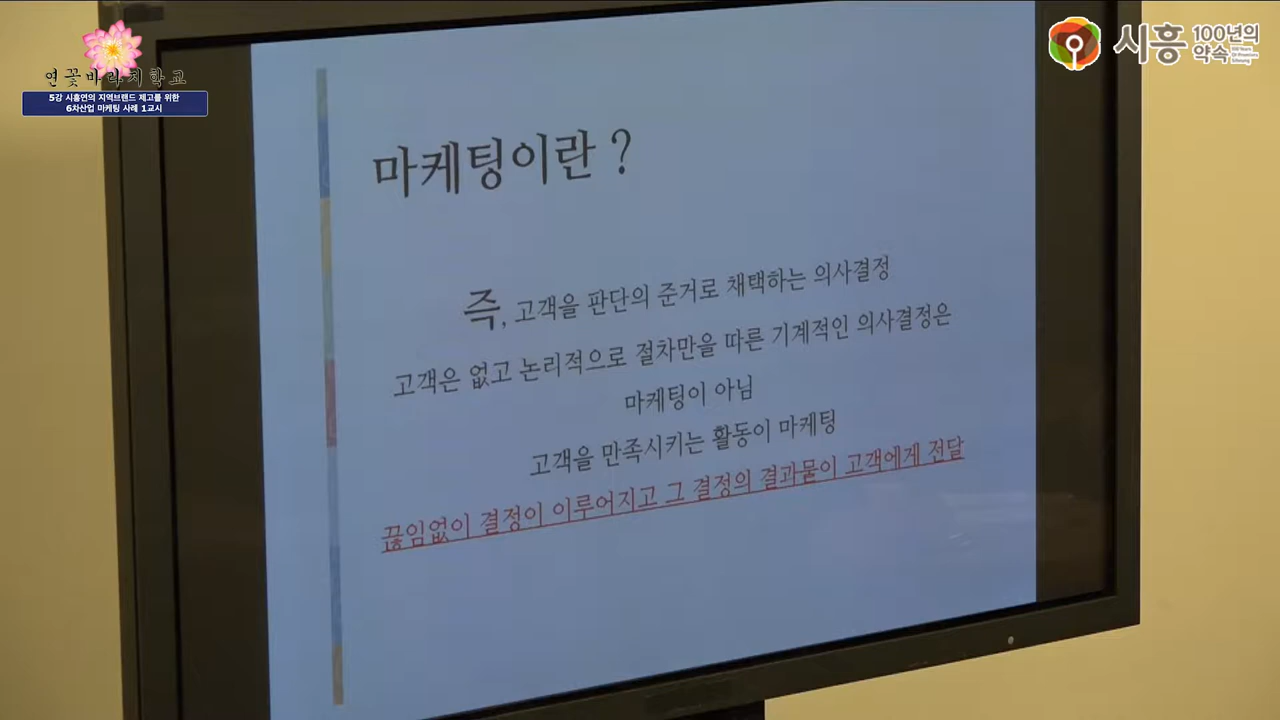 연꽃바라지학교
5강 시흥연의 지역브랜드 제고를 위한
6차산업 마케팅 사례 1교시
시흥
100년의
약속
마케팅이란 ?
즉, 고객을 판단의 준거로 채택하는 의사결정
고객은 없고 논리적으로 절차만을 따른 기계적인 의사결정은
마케팅이 아님
고객을 만족시키는 활동이 마케팅
끊임없이 결정이 이루어지고 그 결정의 결과물이 고객에게 전달